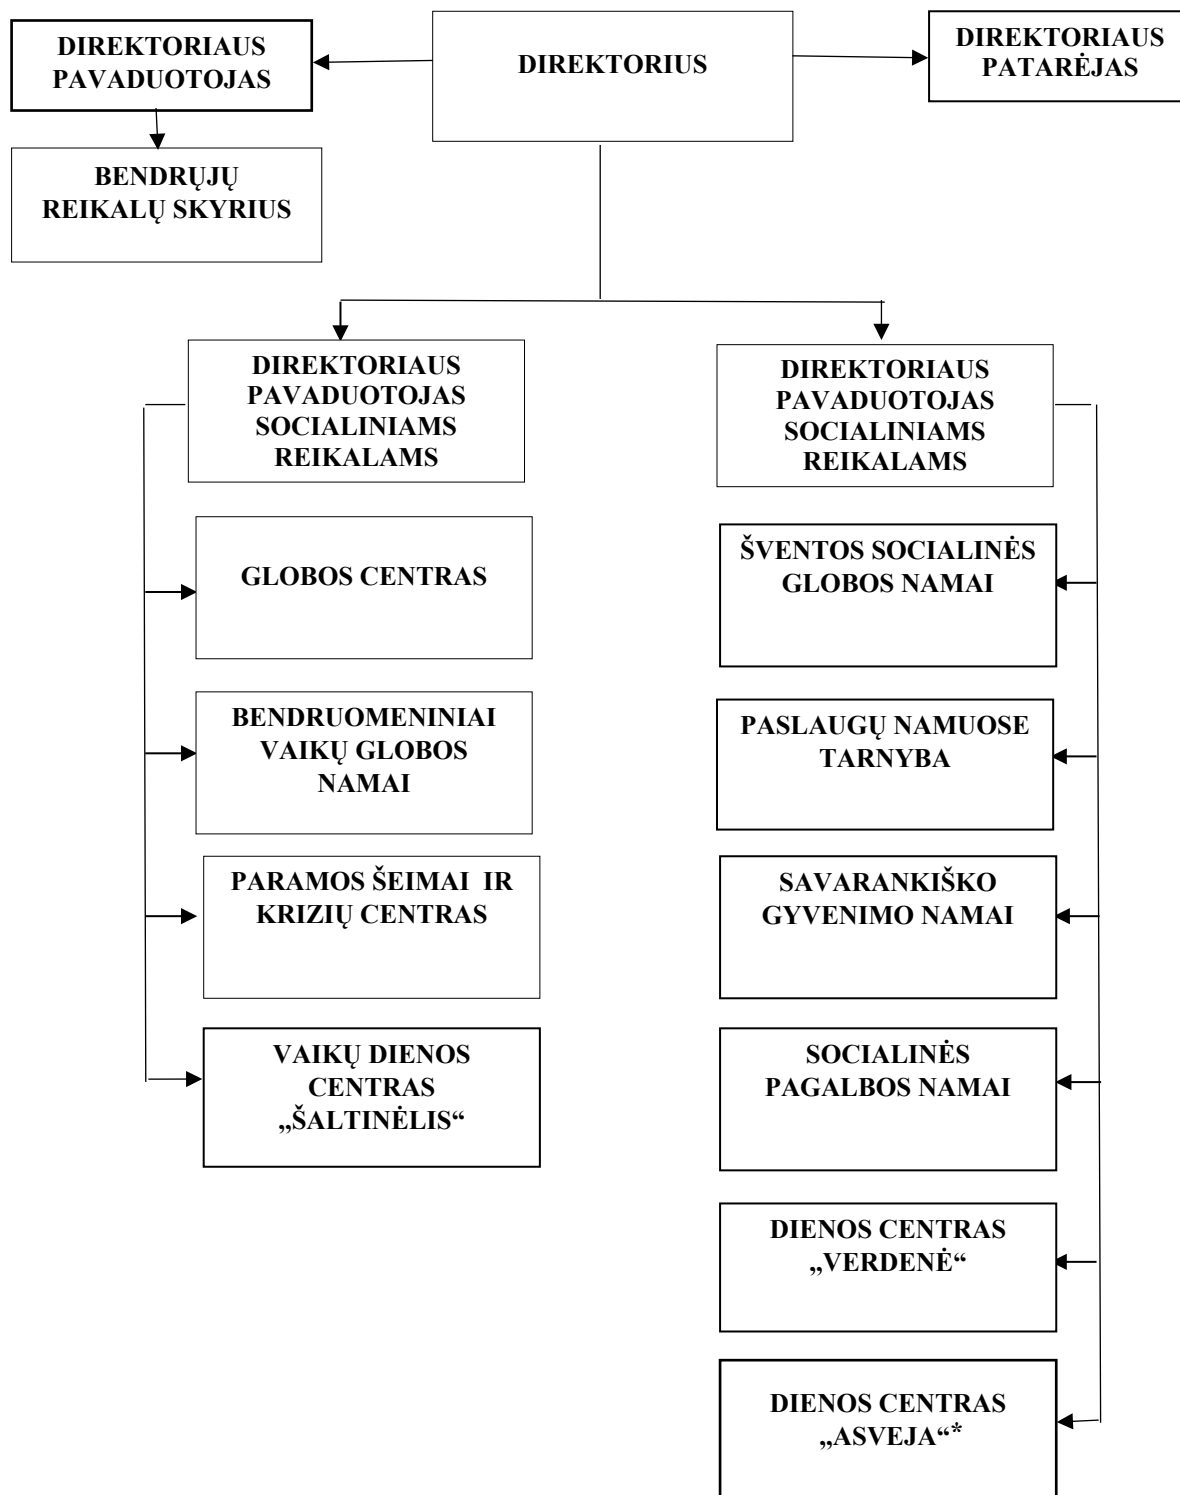 DIREKTORIAUS
PAVADUOTOJAS
DIREKTORIUS
DIREKTORIAUS
PATARĖJAS
BENDRŲJŲ
REIKALŲ SKYRIUS
DIREKTORIAUS
PAVADUOTOJAS
SOCIALINIAMS
REIKALAMS
GLOBOS CENTRAS
BENDRUOMENINIAI
VAIKŲ GLOBOS
NAMAI
PARAMOS ŠEIMAI IR
KRIZIŲ CENTRAS
VAIKŲ DIENOS
CENTRAS
„ŠALTINĖLIS“
DIREKTORIAUS
PAVADUOTOJAS
SOCIALINIAMS
REIKALAMS
ŠVENTOS SOCIALINĖS
GLOBOS NAMAI
PASLAUGŲ NAMUOSE
TARNYBA
SAVARANKIŠKO
GYVENIMO NAMAI
SOCIALINĖS
PAGALBOS NAMAI
DIENOS CENTRAS
„VERDENĖ“
DIENOS CENTRAS
„ASVEJA“*